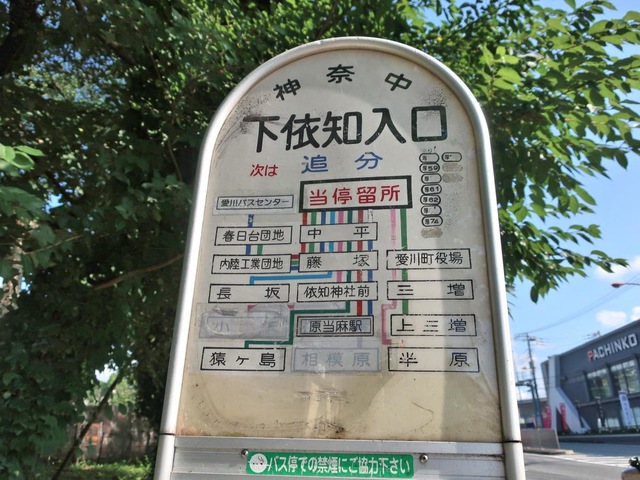 神奈中
下依知入口
次は 追分
当停留所
愛川バスセンター
春日台団地 中平
内陸工業団地 藤塚 愛川町役場
長坂 依知神社前 三増
原当麻駅 上三増
猿ヶ島 相模原 半原
バス停での禁煙にご協力下さい
PACHINKO